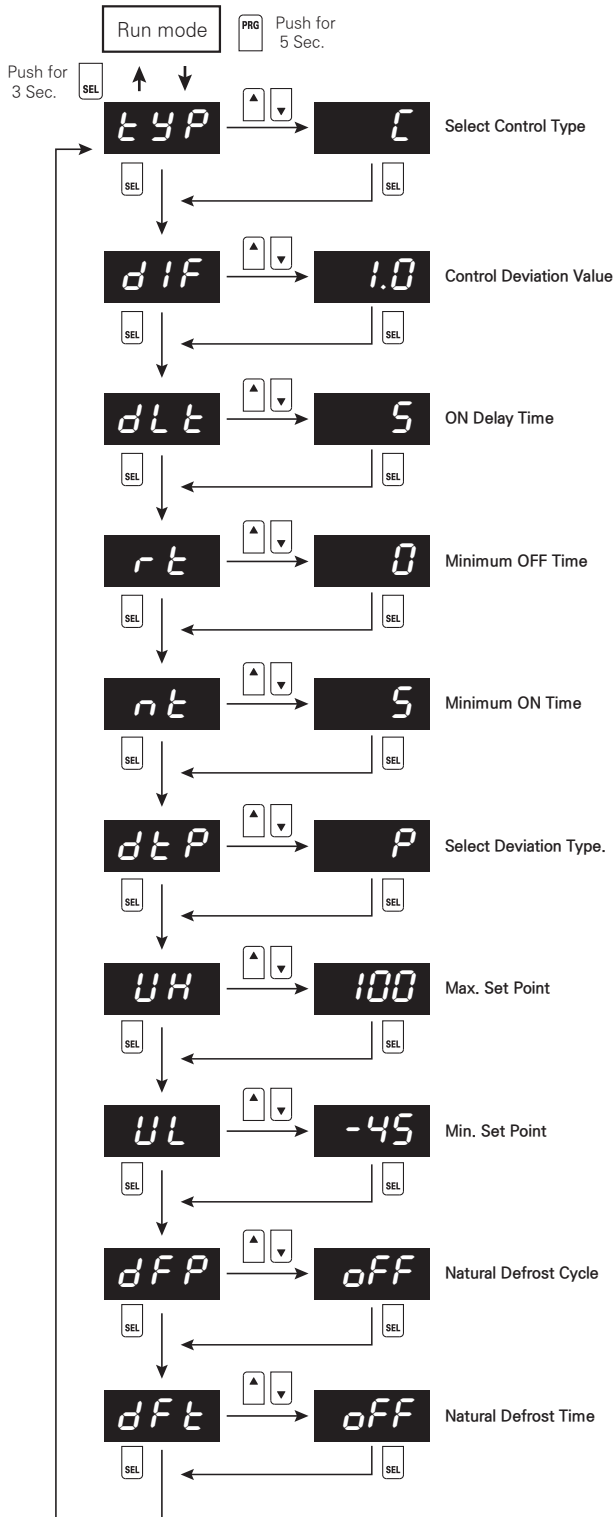 Run mode
PRG
Push for
5 Sec.
Push for
3 Sec.
SEL
tYP
C
Select Control Type
SEL
SEL
dIF
1.0
Control Deviation Value
SEL
SEL
dLt
5
ON Delay Time
SEL
SEL
rt
0
Minimum OFF Time
SEL
SEL
nt
5
Minimum ON Time
SEL
SEL
dtP
P
Select Deviation Type.
SEL
SEL
UH
100
Max. Set Point
SEL
SEL
UL
-45
Min. Set Point
SEL
SEL
dFP
oFF
Natural Defrost Cycle
SEL
SEL
dFt
oFF
Natural Defrost Time
SEL
SEL